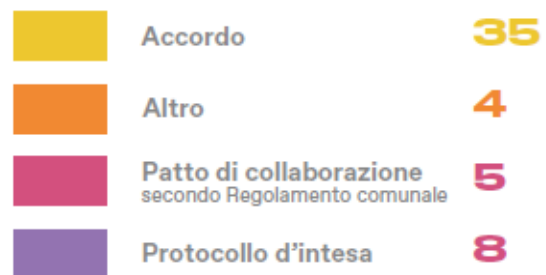 Accordo 35
Altro 4
Patto di collaborazione 5
secondo Regolamento comunale
Protocollo d'intesa 8